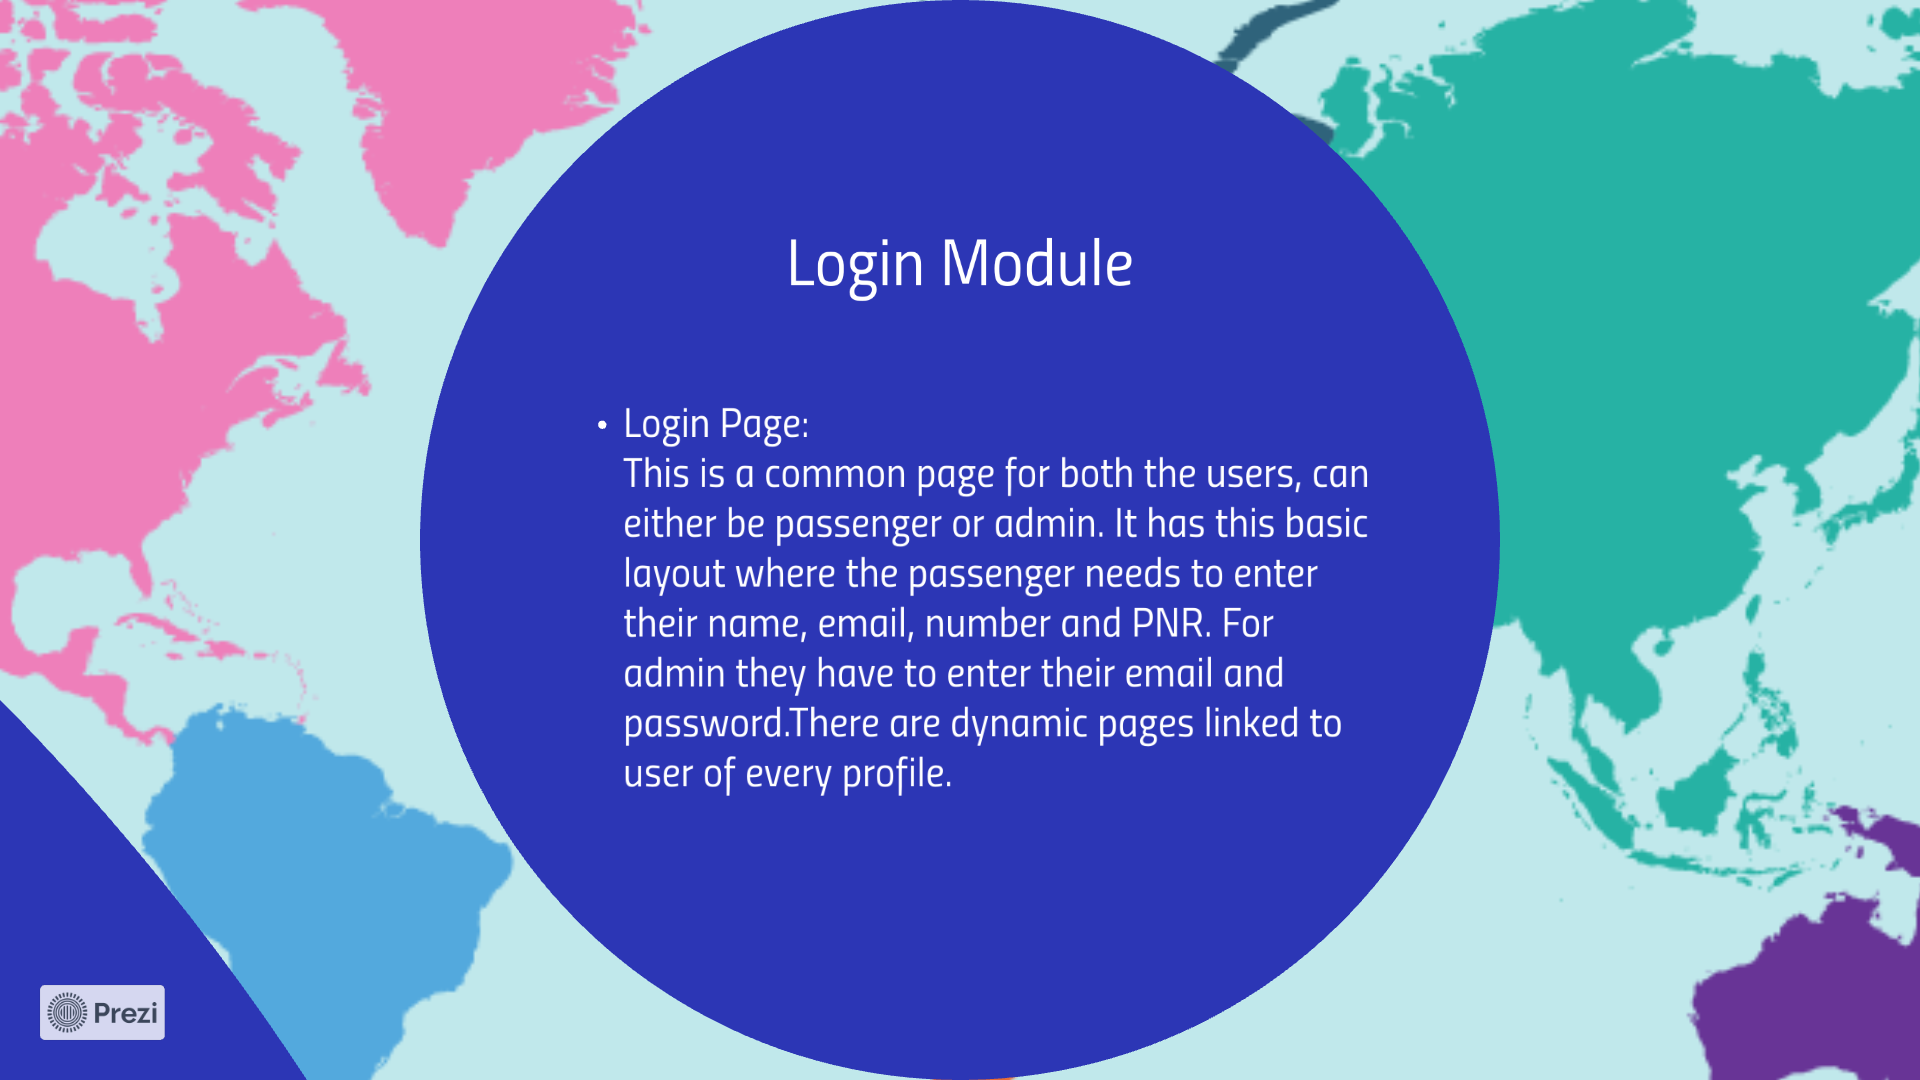 Login Module
• Login Page:
This is a common page for both the users, can
either be passenger or admin. It has this basic
layout where the passenger needs to enter
their name, email, number and PNR. For
admin they have to enter their email and
password.There are dynamic pages linked to
user of every profile.
Prezi